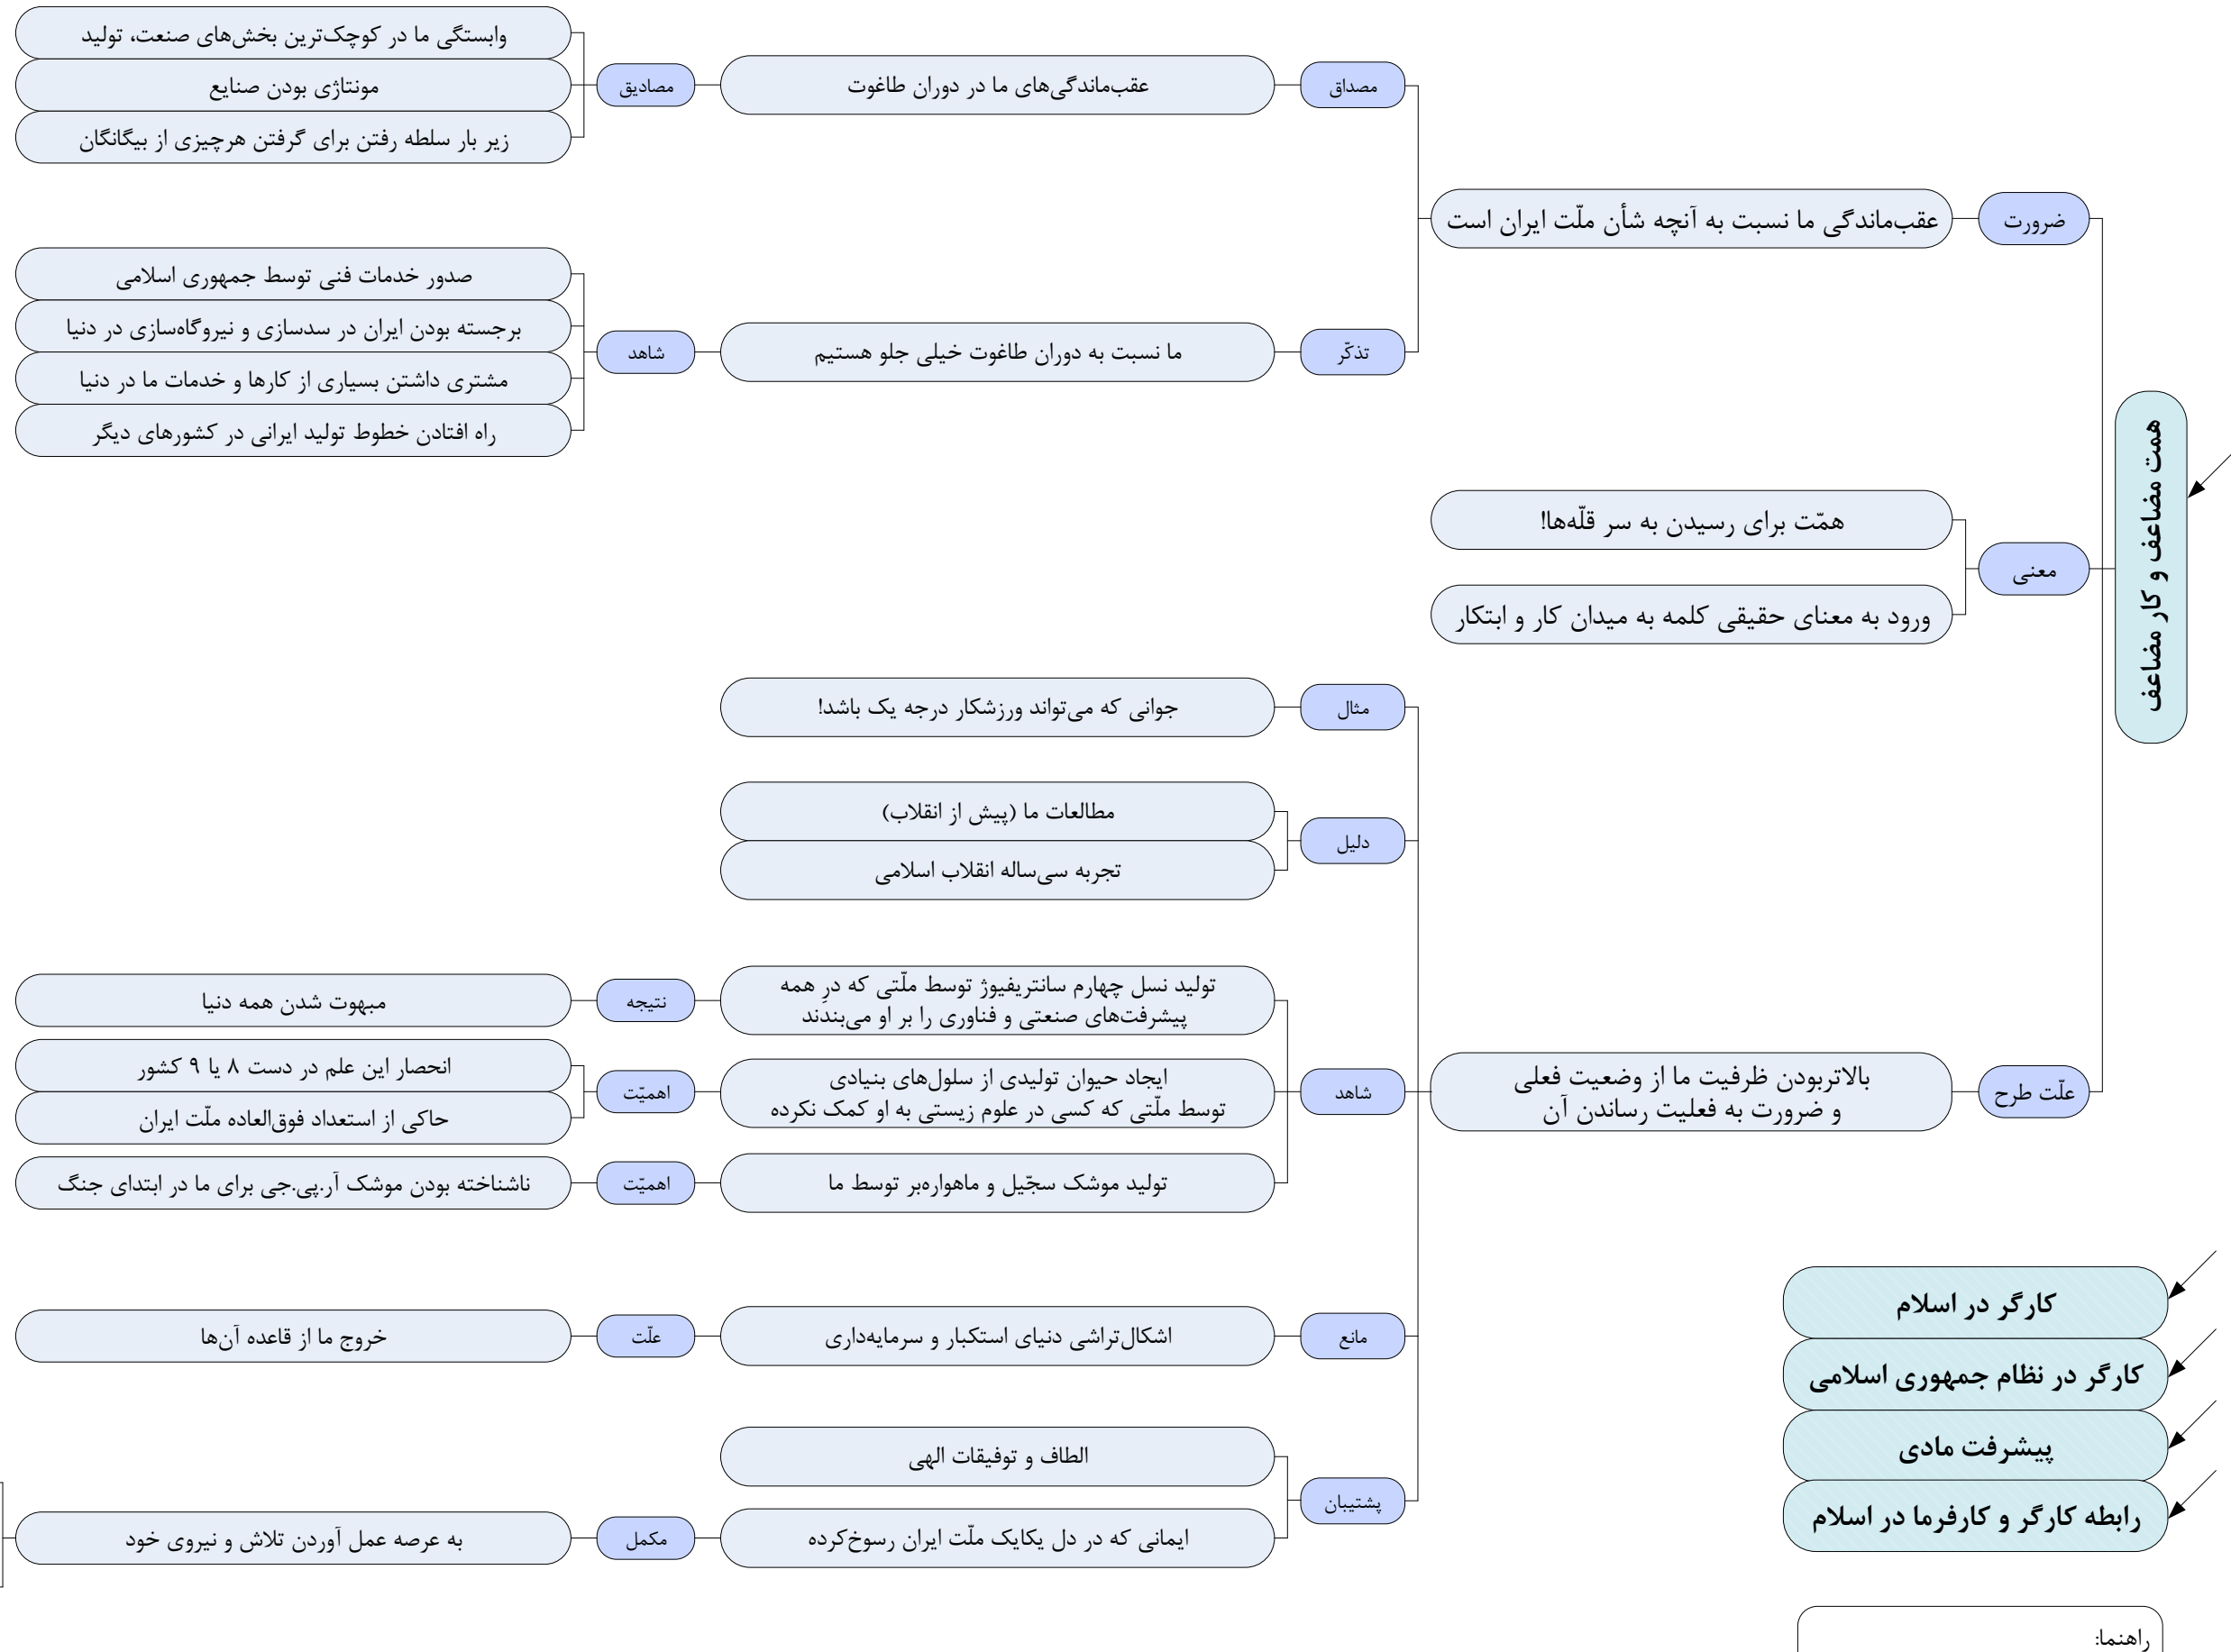 همت مضاعف و کار مضاعف
ضرورت
عقب‌ماندگی ما نسبت به آنچه شأن ملّت ایران است
مصداق
عقب‌ماندگی‌های ما در دوران طاغوت
مصادیق
وابستگی ما در کوچک‌ترین بخش‌های صنعت، تولید
مونتاژی بودن صنایع
زیر بار سلطه رفتن برای گرفتن هرچیزی از بیگانگان
تذکّر
ما نسبت به دوران طاغوت خیلی جلو هستیم
شاهد
صدور خدمات فنی توسط جمهوری اسلامی
برجسته بودن ایران در سدسازی و نیروگاه‌سازی در دنیا
مشتری داشتن بسیاری از کارها و خدمات ما در دنیا
راه افتادن خطوط تولید ایرانی در کشورهای دیگر
معنی
همّت برای رسیدن به سر قلّه‌ها!
ورود به معنای حقیقی کلمه به میدان کار و ابتکار
علّت طرح
بالاتربودن ظرفیت ما از وضعیت فعلی
و ضرورت به فعلیت رساندن آن
مثال
جوانی که می‌تواند ورزشکار درجه یک باشد!
دلیل
مطالعات ما (پیش از انقلاب)
تجربه سی‌ساله انقلاب اسلامی
شاهد
تولید نسل چهارم سانتریفیوژ توسط ملّتی که درِ همه
پیشرفت‌های صنعتی و فناوری را بر او می‌بندند
نتیجه
مبهوت شدن همه دنیا
ایجاد حیوان تولیدی از سلول‌های بنیادی
توسط ملّتی که کسی در علوم زیستی به او کمک نکرده
اهمیّت
انحصار این علم در دست ۸ یا ۹ کشور
حاکی از استعداد فوق‌العاده ملّت ایران
تولید موشک سجّیل و ماهواره‌بر توسط ما
اهمیّت
ناشناخته بودن موشک آر.پی.جی برای ما در ابتدای جنگ
مانع
اشکال‌تراشی دنیای استکبار و سرمایه‌داری
علّت
خروج ما از قاعده آن‌ها
پشتیبان
الطاف و توفیقات الهی
ایمانی که در دل یکایک ملّت ایران رسوخ‌کرده
مکمل
به عرصه عمل آوردن تلاش و نیروی خود
کارگر در اسلام
کارگر در نظام جمهوری اسلامی
پیشرفت مادی
رابطه کارگر و کارفرما در اسلام
راهنما: